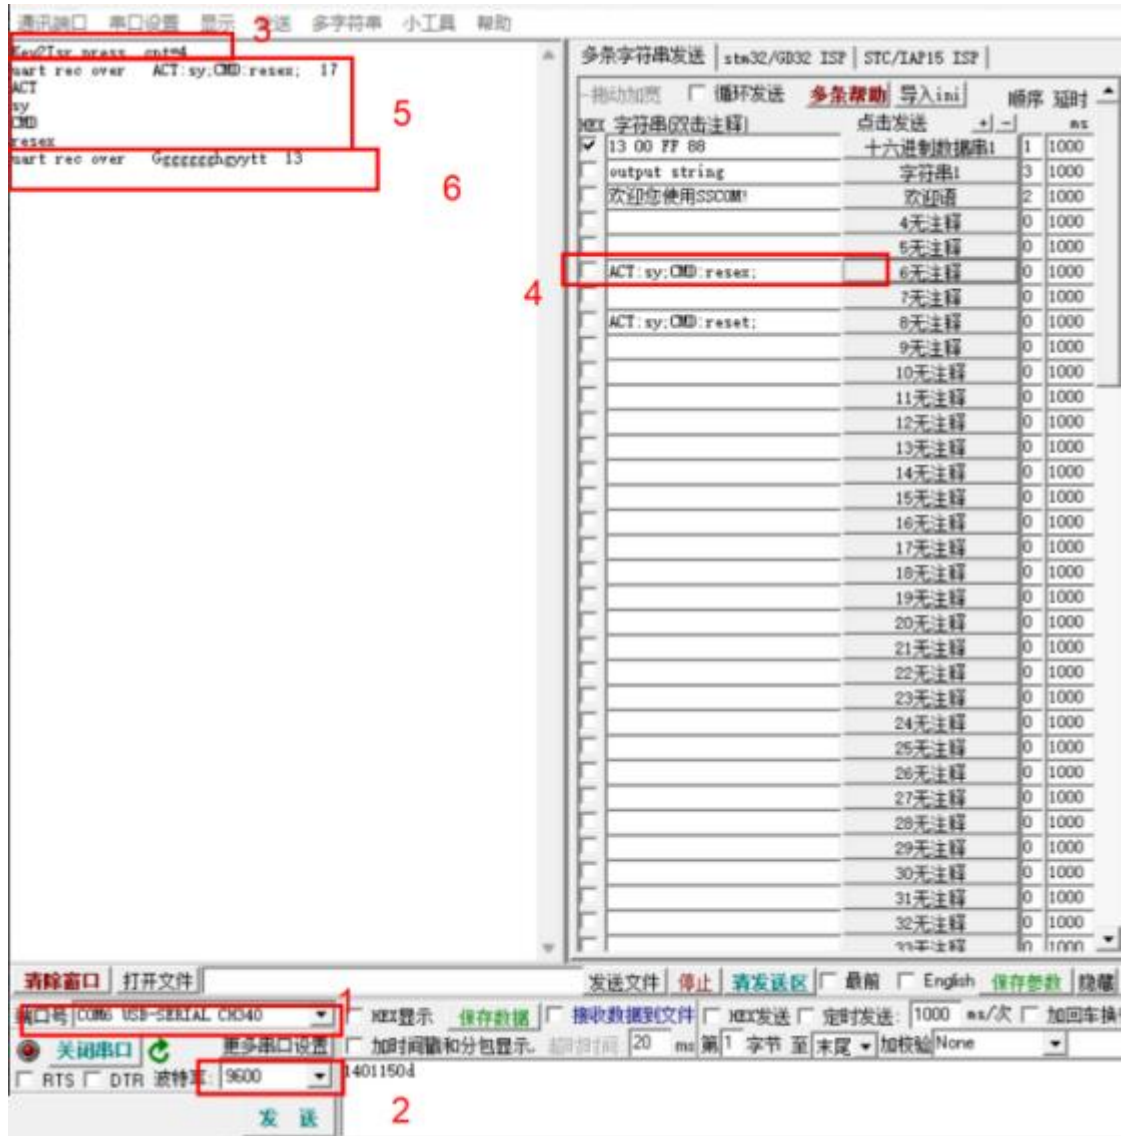 通讯端口 串口设置 显示 发送 多字符串 小工具 帮助
3
Key2Isr press cnt=4
uart rec over ACT:sy;CMD:resex; 17
ACT
sy
CMD
resex
5
uart rec over Ggggggghgyytt 13
6
多条字符串发送 stm32/GD32 ISP STC/IAP15 ISP
拖动加宽 循环发送 多条帮助 导入ini 顺序 延时
HEX 字符串(双击注释) 点击发送 + - ms
13 00 FF 88 十六进制数据串1 1 1000
output string 字符串1 3 1000
欢迎您使用SSCOM! 欢迎语 2 1000
4无注释 0 1000
5无注释 0 1000
ACT:sy;CMD:resex; 6无注释 0 1000
4
7无注释 0 1000
ACT:sy;CMD:reset; 8无注释 0 1000
9无注释 0 1000
10无注释 0 1000
11无注释 0 1000
12无注释 0 1000
13无注释 0 1000
14无注释 0 1000
15无注释 0 1000
16无注释 0 1000
17无注释 0 1000
18无注释 0 1000
19无注释 0 1000
20无注释 0 1000
21无注释 0 1000
22无注释 0 1000
23无注释 0 1000
24无注释 0 1000
25无注释 0 1000
26无注释 0 1000
27无注释 0 1000
28无注释 0 1000
29无注释 0 1000
30无注释 0 1000
31无注释 0 1000
32无注释 0 1000
33无注释 0 1000
清除窗口 打开文件 发送文件 停止 清发送区 最前 English 保存参数 隐藏
1
端口号 COM6 USB-SERIAL CH340 HEX显示 保存数据 接收数据到文件 HEX发送 定时发送: 1000 ms/次 加回车换行
关闭串口 更多串口设置 加时间戳和分包显示. 超时时间: 20 ms 第1 字节 至 末尾 加校验 None
RTS DTR 波特率: 9600 1401150d
发 送 2